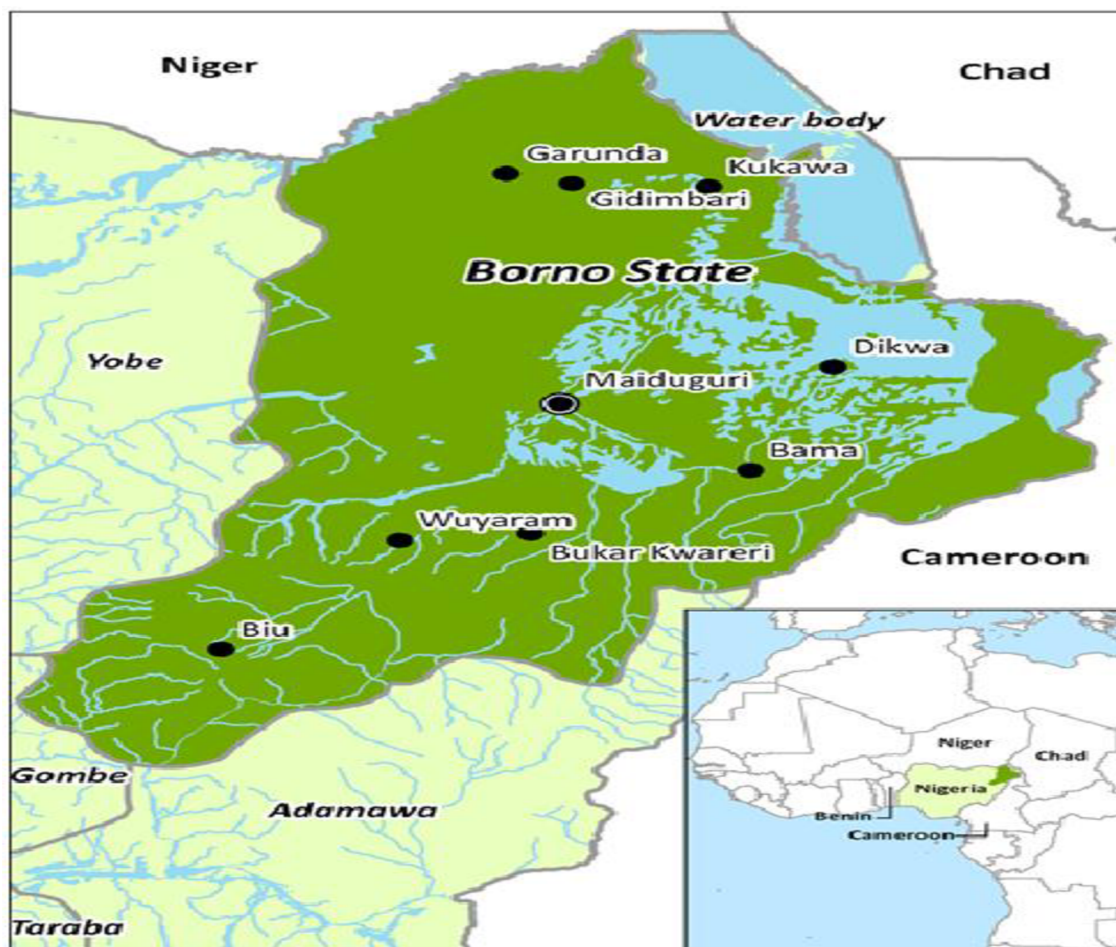 Niger
Chad
Water body
Garunda
Kukawa
Gidimbari
Borno State
Yobe
Dikwa
Maiduguri
Bama
Wuyaram
Bukar Kwareri
Cameroon
Biu
Gombe
Adamawa
Taraba
Niger
Chad
Nigeria
Benin
Cameroon